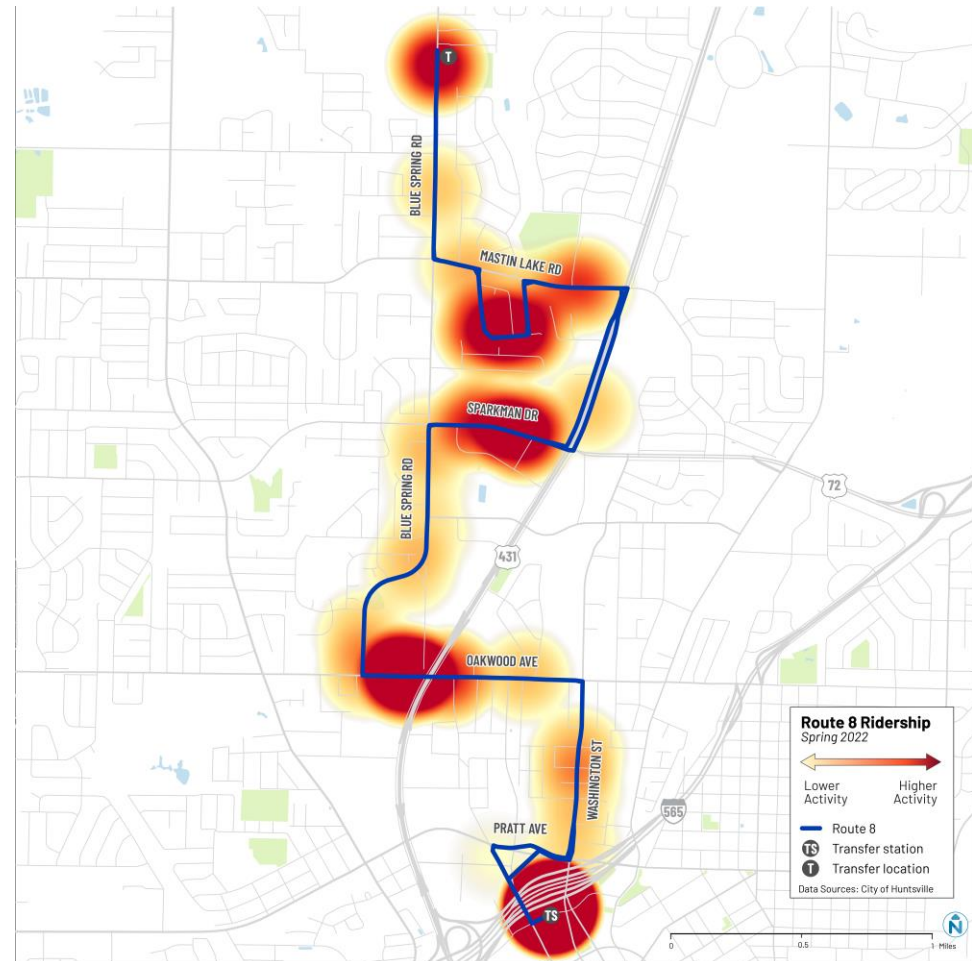 T
BLUE SPRING RD
MASTIN LAKE RD
SPARKMAN DR
BLUE SPRING RD
72
431
OAKWOOD AVE
WASHINGTON ST
PRATT AVE
565
TS
Route 8 Ridership
Spring 2022
Lower Activity
Higher Activity
Route 8
TS Transfer station
T Transfer location
Data Sources: City of Huntsville
N
0 0.5 1 Miles